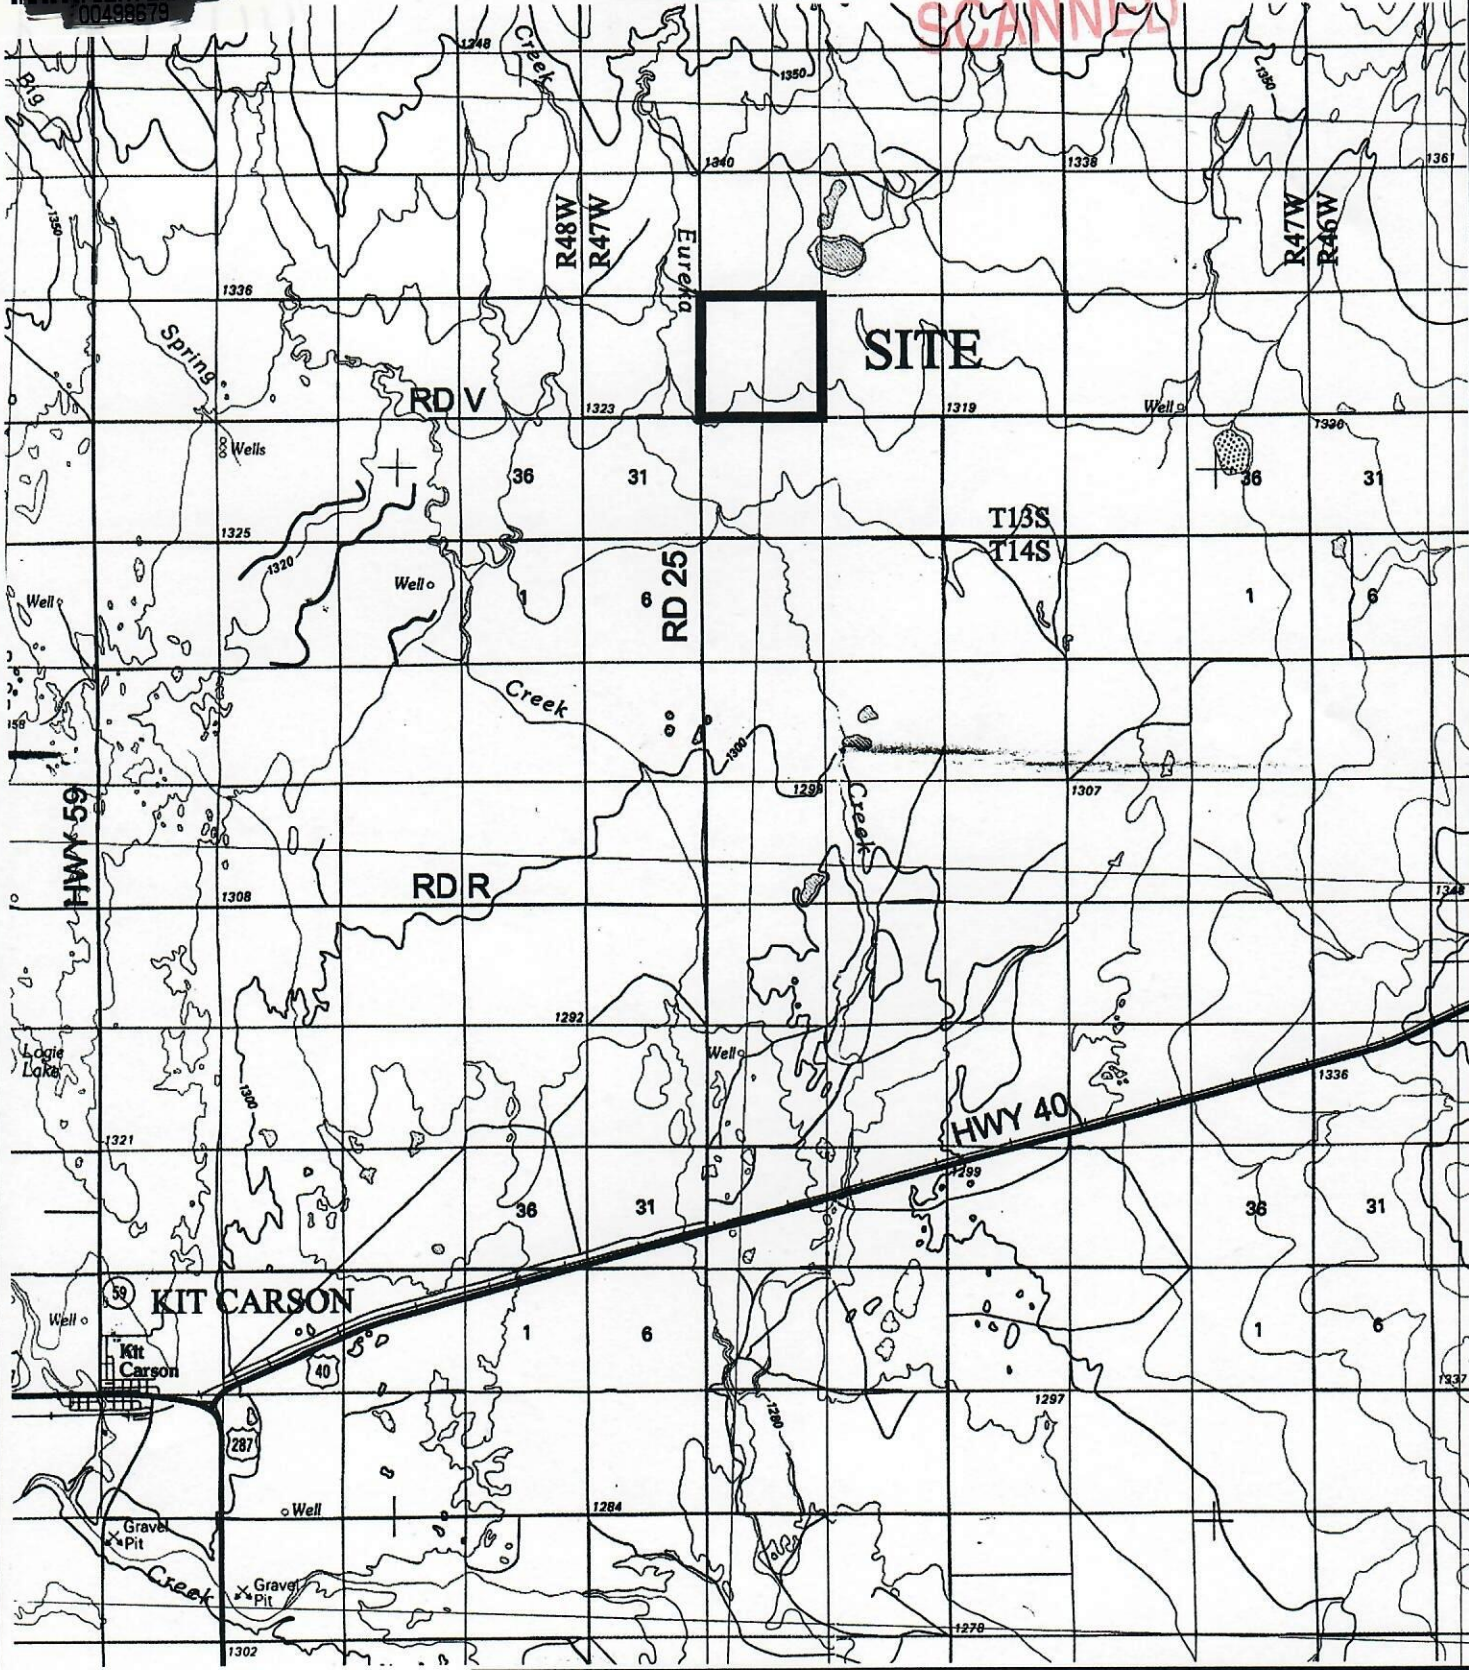 00498679
SCANNED
1248
Creek
1350
1350
Big
1340
1338
1361
1350
R48W
R47W
Eureka
R47W
R46W
1336
Spring
SITE
RD V
1323
1319
Well
1330
Wells
36
31
36
31
T13S
T14S
1325
1320
Well
Well
1
6
RD 25
1
6
Creek
1300
1299
1307
HWY 59
Creek
RD R
1308
1348
1292
Logie
Lake
Well
1300
1336
1321
HWY 40
1299
36
31
36
31
59
KIT CARSON
Well
Kit
Carson
40
1
6
1
6
1337
1297
1280
287
Well
1284
Gravel
Pit
Creek
Gravel
Pit
1278
1302